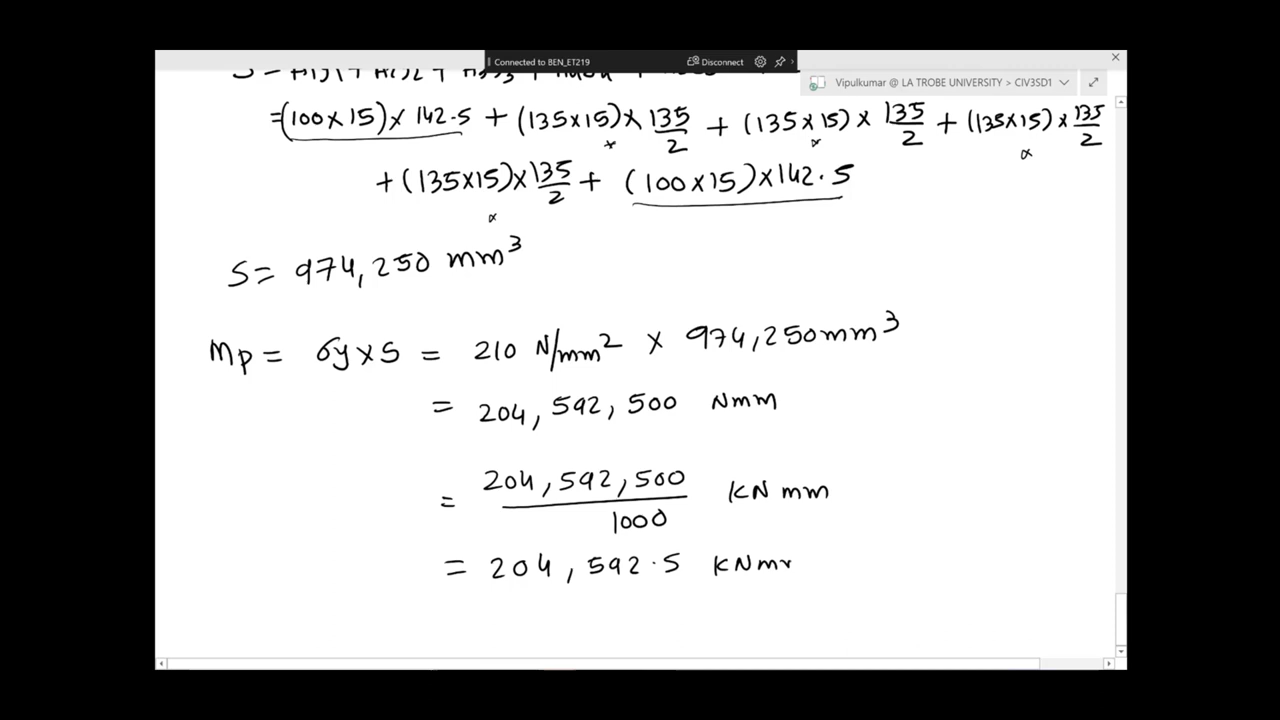 Connected to BEN_ET219 Disconnect
Vipulkumar @ LA TROBE UNIVERSITY > CIV3SD1
=(100x15)x 142.5 + (135x15)x 135/2 + (135x15) x 135/2 + (135x15) x 135/2
+ (135x15)x 135/2 + (100x15)x142.5
S= 974,250 mm³
Mp = σy x S = 210 N/mm² x 974,250mm³
= 204,592,500 Nmm
= 204,592,500/1000 KN mm
= 204,592.5 KNm